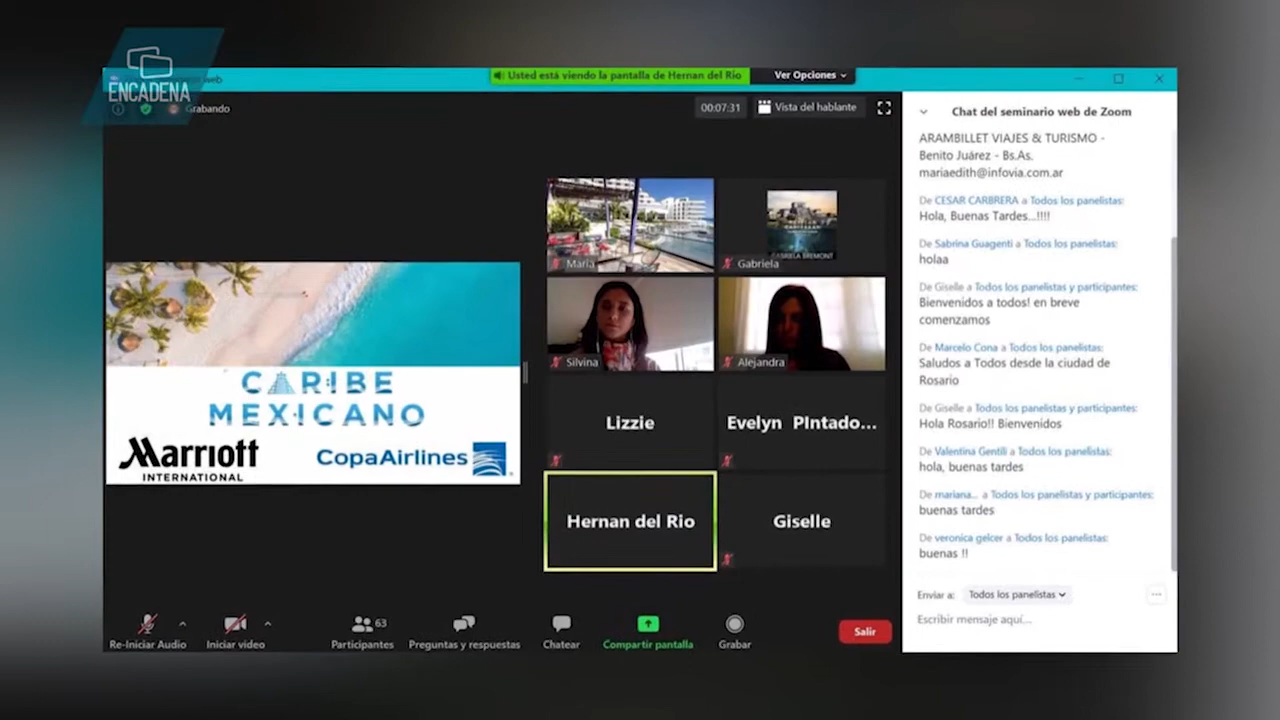 ENCADENA
web
Usted está viendo la pantalla de Hernan del Rio
Ver Opciones
Grabando
00:07:31
Vista del hablante
CARIBE
MEXICANO
Marriott
INTERNATIONAL
CopaAirlines
María
Gabriela
GABRIELA BREMONT
Silvina
Alejandra
Lizzie
Evelyn PIntado...
Hernan del Rio
Giselle
Re-Iniciar Audio
Iniciar video
63
Participantes
Preguntas y respuestas
Chatear
Compartir pantalla
Grabar
Salir
Chat del seminario web de Zoom
ARAMBILLET VIAJES & TURISMO -
Benito Juárez - Bs.As.
mariaedith@infovia.com.ar
De CESAR CARBRERA a Todos los panelistas:
Hola, Buenas Tardes...!!!!
De Sabrina Guagenti a Todos los panelistas:
holaa
De Giselle a Todos los panelistas y participantes:
Bienvenidos a todos! en breve
comenzamos
De Marcelo Cona a Todos los panelistas:
Saludos a Todos desde la ciudad de
Rosario
De Giselle a Todos los panelistas y participantes:
Hola Rosario!! Bienvenidos
De Valentina Gentili a Todos los panelistas:
hola, buenas tardes
De mariana... a Todos los panelistas y participantes:
buenas tardes
De veronica gelcer a Todos los panelistas:
buenas !!
Enviar a:
Todos los panelistas
Escribir mensaje aquí...